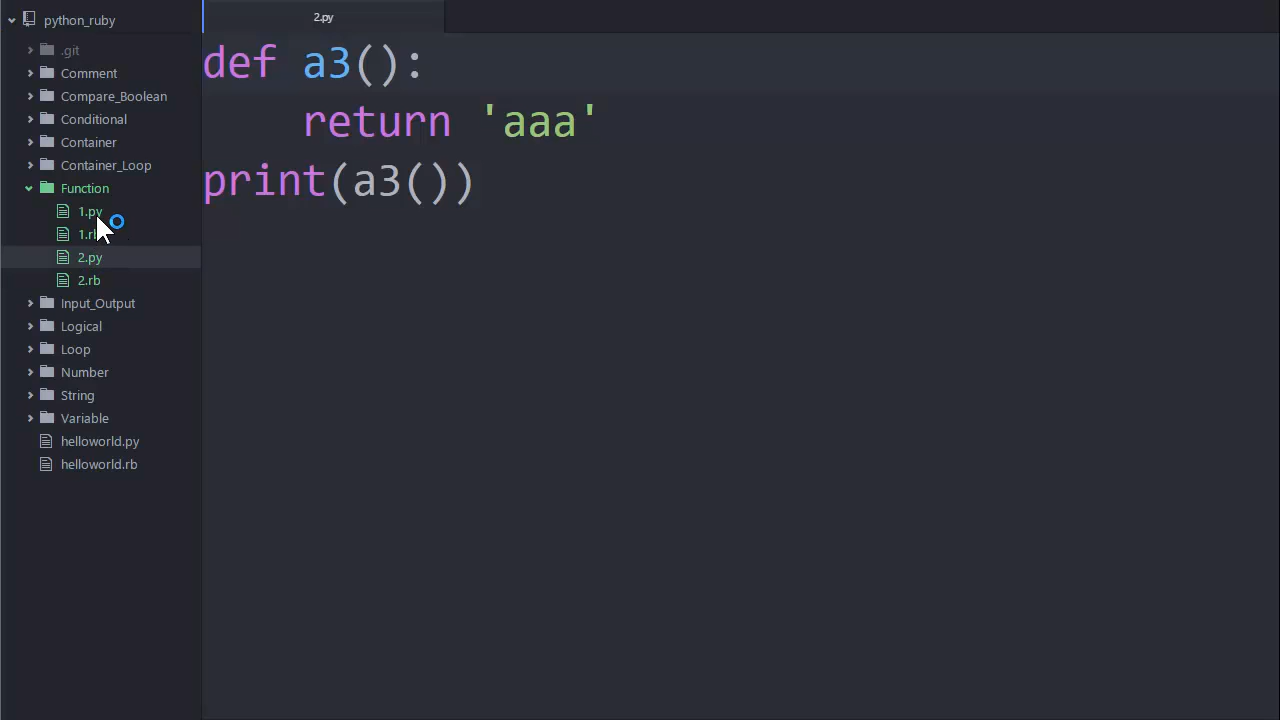 python_ruby
.git
Comment
Compare_Boolean
Conditional
Container
Container_Loop
Function
1.py
2.py
2.rb
Input_Output
Logical
Loop
Number
String
Variable
helloworld.py
helloworld.rb
2.py
def a3():
    return 'aaa'
print(a3())